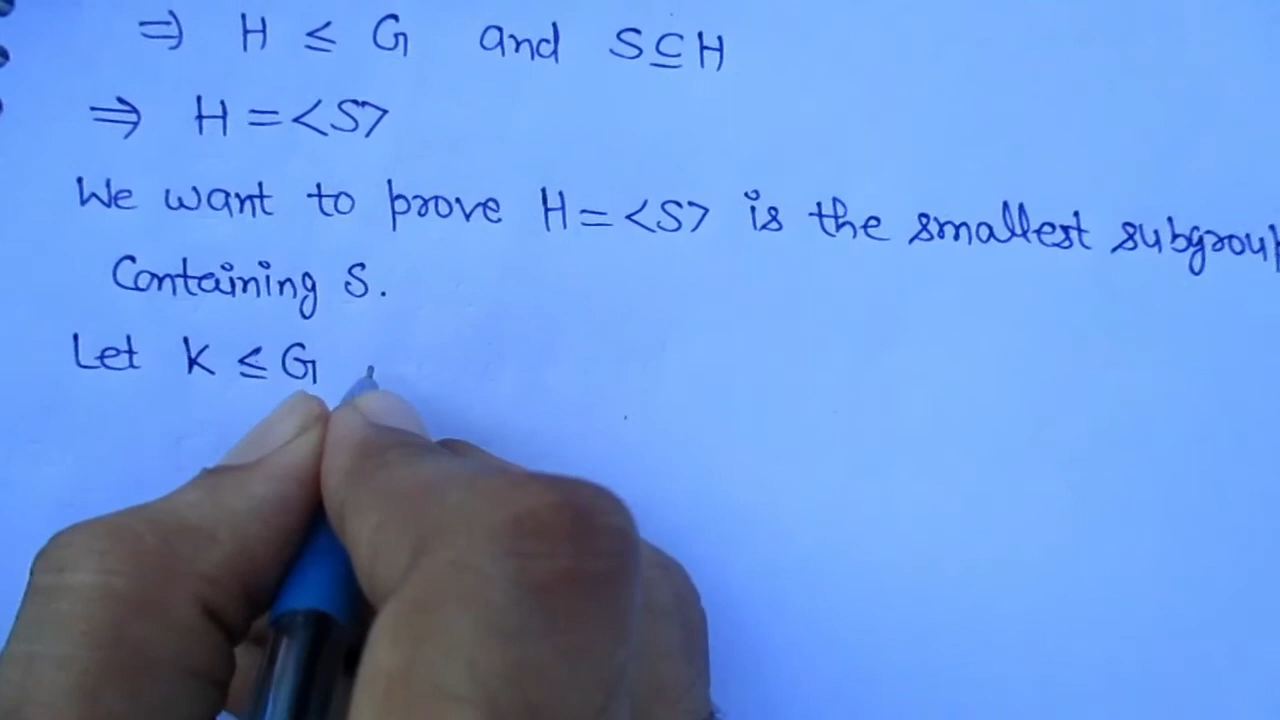 ⇒ H ≤ G and S⊆H
⇒ H = <S>
We want to prove H = <S> is the smallest subgroup
Containing S.
Let K ≤ G